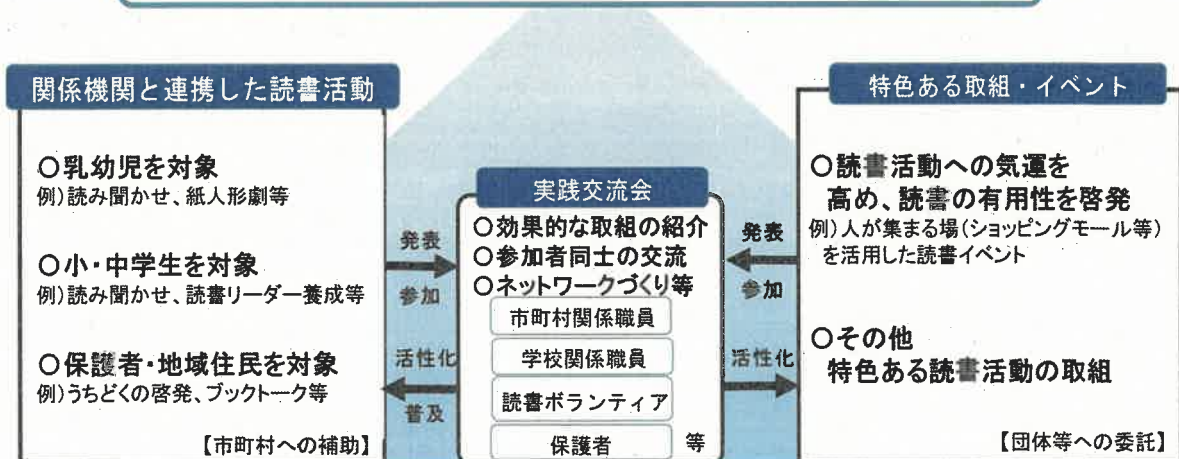 関係機関と連携した読書活動
○乳幼児を対象
例)読み聞かせ、紙人形劇等
○小・中学生を対象
例)読み聞かせ、読書リーダー養成等
○保護者・地域住民を対象
例)うちどくの啓発、ブックトーク等
【市町村への補助】
発表
参加
活性化
普及
実践交流会
○効果的な取組の紹介
○参加者同士の交流
○ネットワークづくり等
市町村関係職員
学校関係職員
読書ボランティア
保護者
等
発表
参加
活性化
特色ある取組・イベント
○読書活動への気運を
高め、読書の有用性を啓発
例)人が集まる場(ショッピングモール等)
を活用した読書イベント
○その他
特色ある読書活動の取組
【団体等への委託】